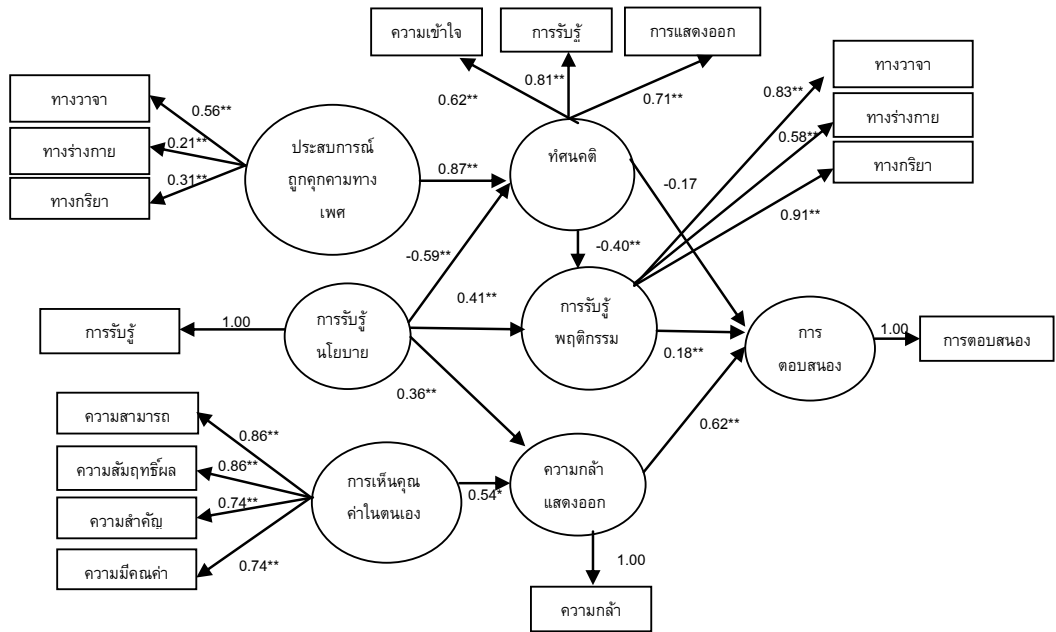 ความเข้าใจ
การรับรู้
การแสดงออก
0.62**
0.81**
0.71**
ทางวาจา
ทางร่างกาย
ทางกริยา
0.56**
0.21**
0.31**
ประสบการณ์
ถูกคุกคามทาง
เพศ
0.87**
ทัศนคติ
0.83**
0.58**
0.91**
ทางวาจา
ทางร่างกาย
ทางกริยา
-0.17
-0.40**
-0.59**
การรับรู้
1.00
การรับรู้
นโยบาย
0.41**
การรับรู้
พฤติกรรม
0.18**
การ
ตอบสนอง
1.00
การตอบสนอง
0.36**
0.62**
ความสามารถ
ความสัมฤทธิ์ผล
ความสำคัญ
ความมีคณค่า
0.86**
0.86**
0.74**
0.74**
การเห็นคุณ
ค่าในตนเอง
0.54*
ความกล้า
แสดงออก
1.00
ความกล้า